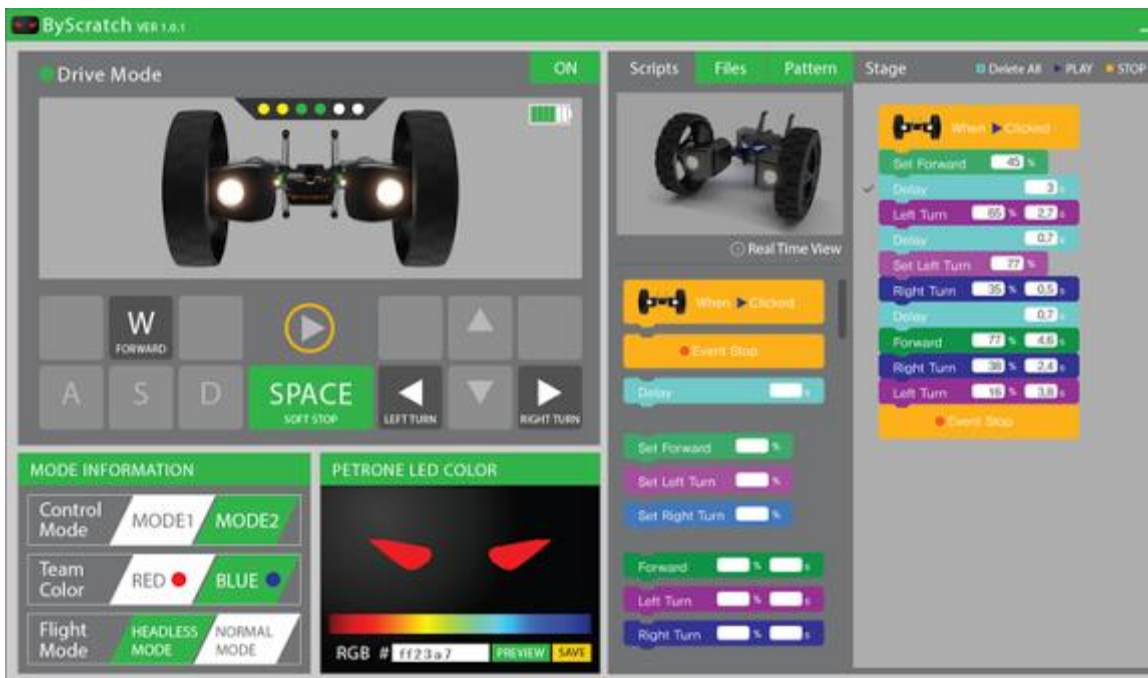 ByScratch VER 1.0.1
Drive Mode
ON
W
FORWARD
A
S
D
SPACE
SOFT STOP
LEFT TURN
RIGHT TURN
MODE INFORMATION
Control Mode
MODE1
MODE2
Team Color
RED
BLUE
Flight Mode
HEADLESS MODE
NORMAL MODE
PETRONE LED COLOR
RGB # ff23a7
PREVIEW
SAVE
Scripts
Files
Pattern
Real Time View
When Clicked
Event Stop
Delay s
Set Forward %
Set Left Turn %
Set Right Turn %
Forward % s
Left Turn % s
Right Turn % s
Stage
Delete All
PLAY
STOP
When Clicked
Set Forward 45 %
Delay 3 s
Left Turn 65 % 2,7 s
Delay 0,7 s
Set Left Turn 77 %
Right Turn 35 % 0,5 s
Delay 0,7 s
Forward 77 % 4,6 s
Right Turn 38 % 2,4 s
Left Turn 16 % 3,8 s
Event Stop